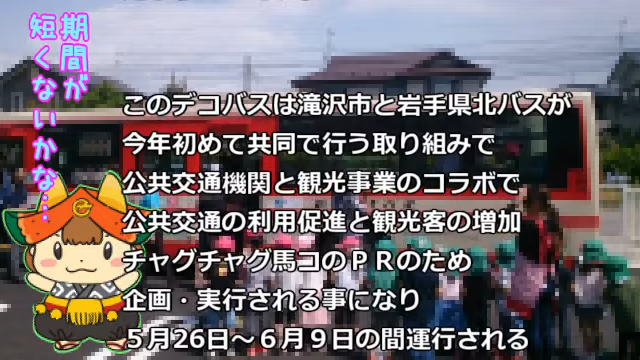 期間が
短くないかな…
このデコバスは滝沢市と岩手県北バスが
今年初めて共同で行う取り組みで
公共交通機関と観光事業のコラボで
公共交通の利用促進と観光客の増加
チャグチャグ馬コのＰＲのため
企画・実行される事になり
５月26日～６月９日の間運行される